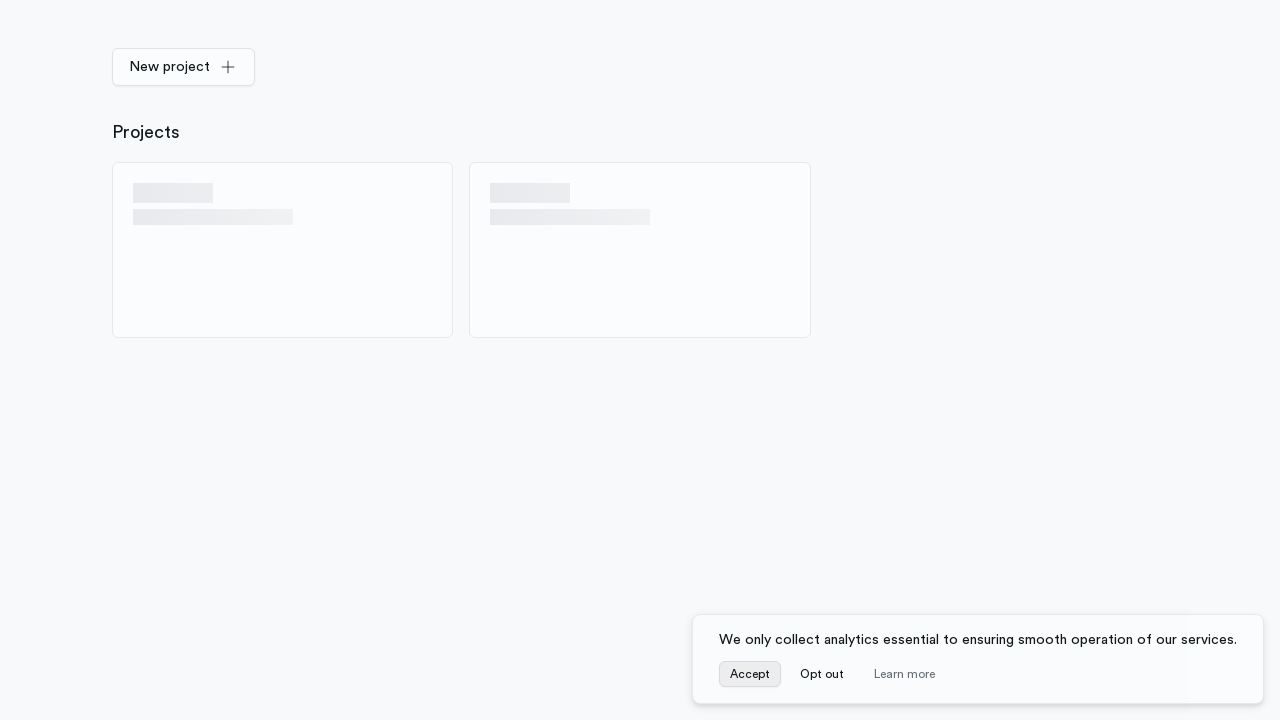 New project
Projects
We only collect analytics essential to ensuring smooth operation of our services.
Accept Opt out Learn more